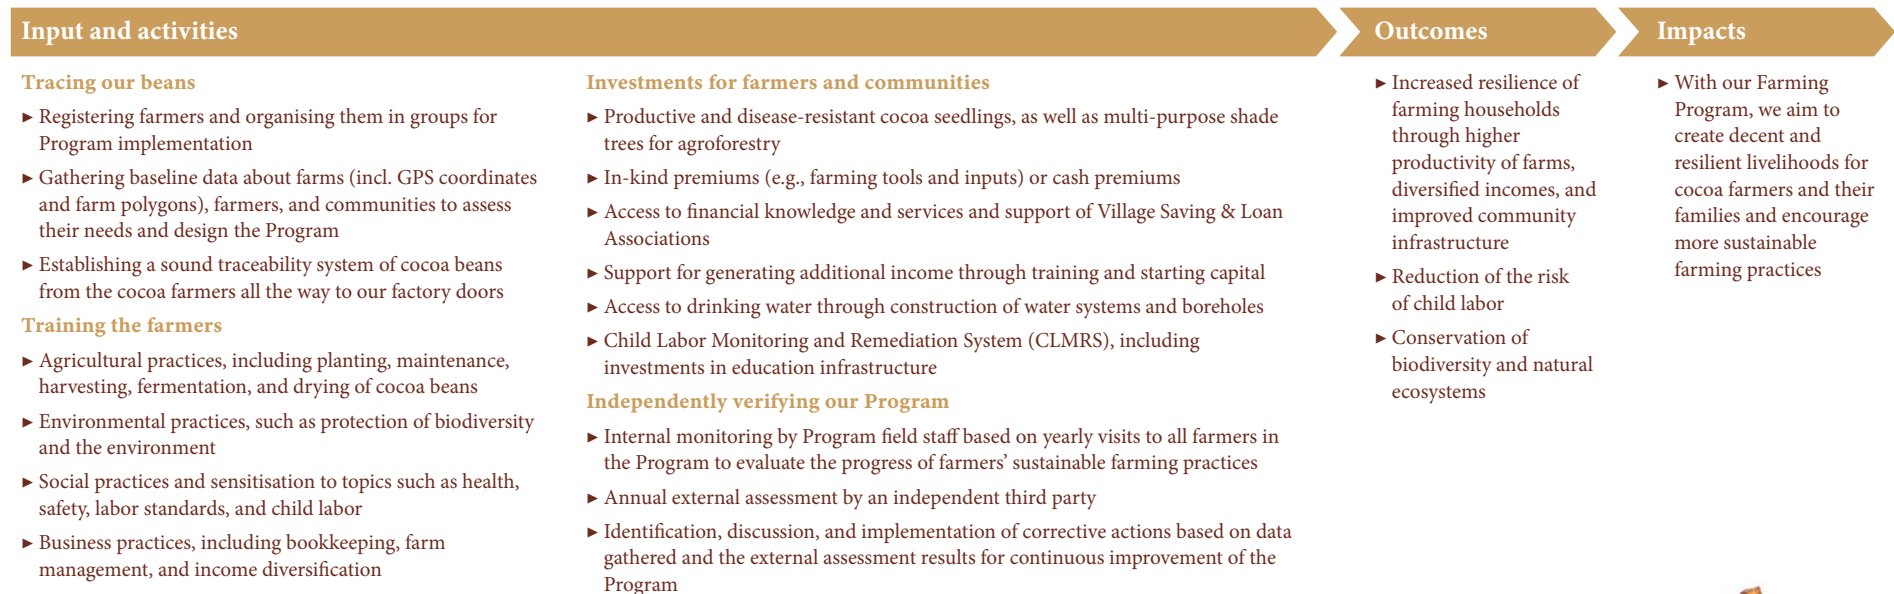 Input and activities
Outcomes
Impacts
Tracing our beans
► Registering farmers and organising them in groups for
Program implementation
► Gathering baseline data about farms (incl. GPS coordinates
and farm polygons), farmers, and communities to assess
their needs and design the Program
► Establishing a sound traceability system of cocoa beans
from the cocoa farmers all the way to our factory doors
Training the farmers
► Agricultural practices, including planting, maintenance,
harvesting, fermentation, and drying of cocoa beans
► Environmental practices, such as protection of biodiversity
and the environment
► Social practices and sensitisation to topics such as health,
safety, labor standards, and child labor
► Business practices, including bookkeeping, farm
management, and income diversification
Investments for farmers and communities
► Productive and disease-resistant cocoa seedlings, as well as multi-purpose shade
trees for agroforestry
► In-kind premiums (e.g., farming tools and inputs) or cash premiums
► Access to financial knowledge and services and support of Village Saving & Loan
Associations
► Support for generating additional income through training and starting capital
► Access to drinking water through construction of water systems and boreholes
► Child Labor Monitoring and Remediation System (CLMRS), including
investments in education infrastructure
Independently verifying our Program
► Internal monitoring by Program field staff based on yearly visits to all farmers in
the Program to evaluate the progress of farmers’ sustainable farming practices
► Annual external assessment by an independent third party
► Identification, discussion, and implementation of corrective actions based on data
gathered and the external assessment results for continuous improvement of the
Program
► Increased resilience of
farming households
through higher
productivity of farms,
diversified incomes, and
improved community
infrastructure
► Reduction of the risk
of child labor
► Conservation of
biodiversity and natural
ecosystems
► With our Farming
Program, we aim to
create decent and
resilient livelihoods for
cocoa farmers and their
families and encourage
more sustainable
farming practices